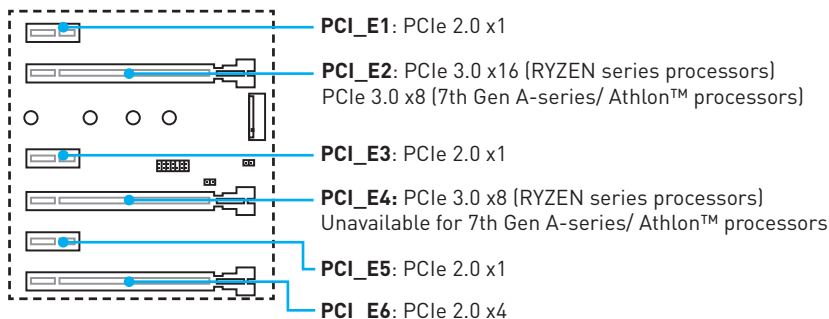 PCI_E1: PCIe 2.0 x1
PCI_E2: PCIe 3.0 x16 (RYZEN series processors)
PCIe 3.0 x8 (7th Gen A-series/ Athlon™ processors)
PCI_E3: PCIe 2.0 x1
PCI_E4: PCIe 3.0 x8 (RYZEN series processors)
Unavailable for 7th Gen A-series/ Athlon™ processors
PCI_E5: PCIe 2.0 x1
PCI_E6: PCIe 2.0 x4